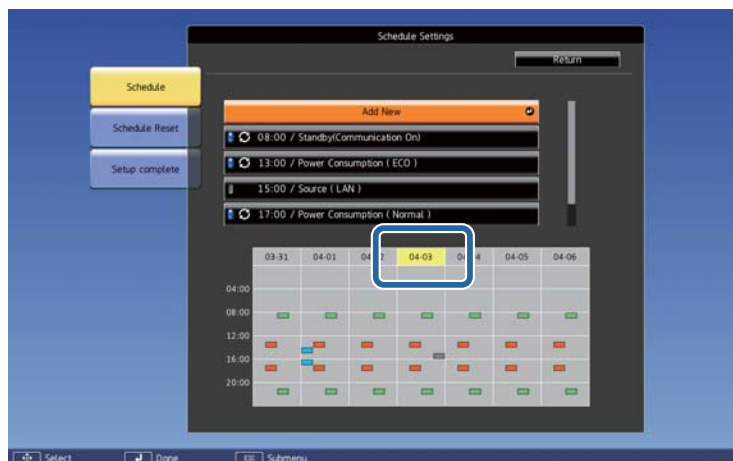 Schedule Settings
Return
Schedule
Schedule Reset
Setup complete
Add New
08:00 / Standby(Communication On)
13:00 / Power Consumption ( ECO )
15:00 / Source ( LAN )
17:00 / Power Consumption ( Normal )
03-31 04-01 04-03 04-05 04-06
04:00
08:00
12:00
16:00
20:00
Select Done Esc Submenu